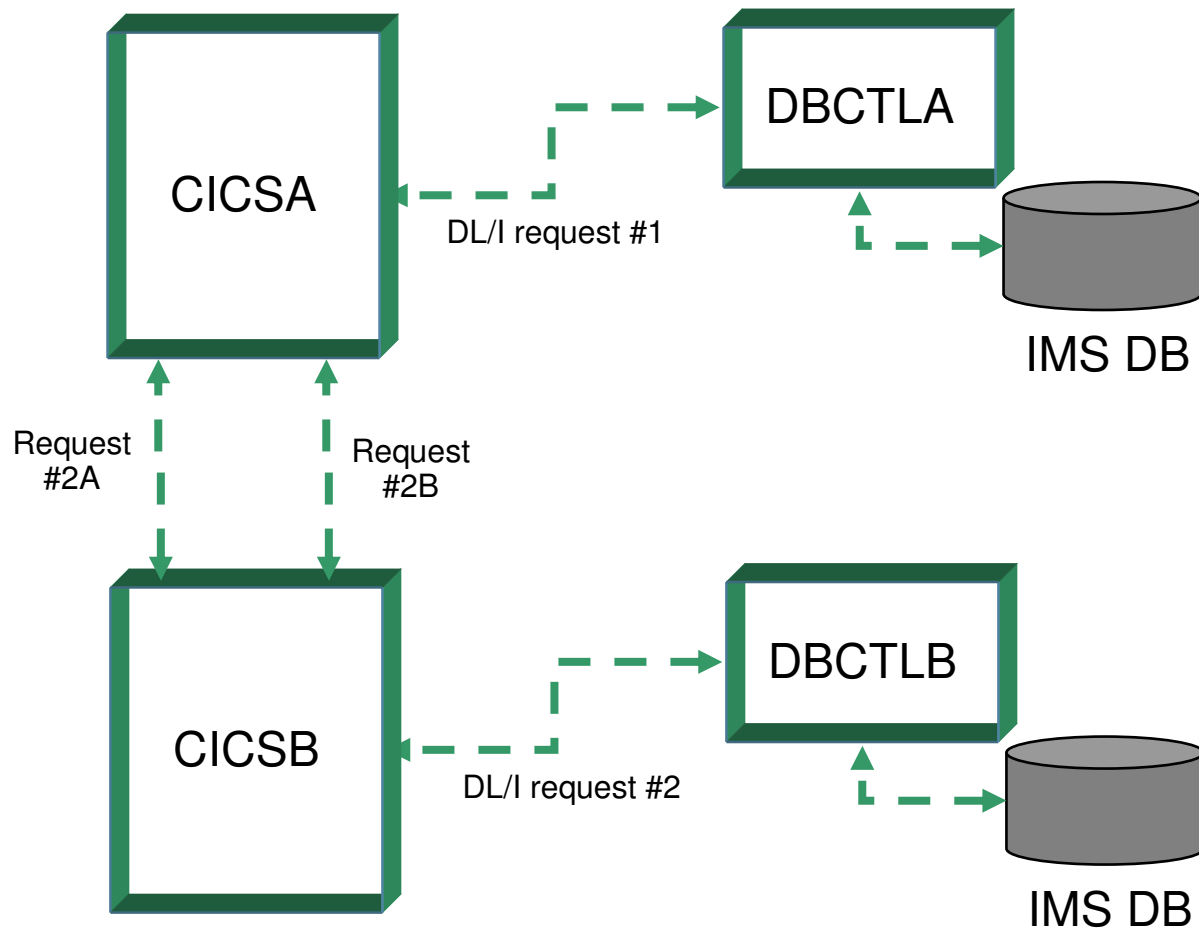 CICSA
DBCTLA
DL/I request #1
IMS DB
Request
#2A
Request
#2B
CICSB
DBCTLB
DL/I request #2
IMS DB